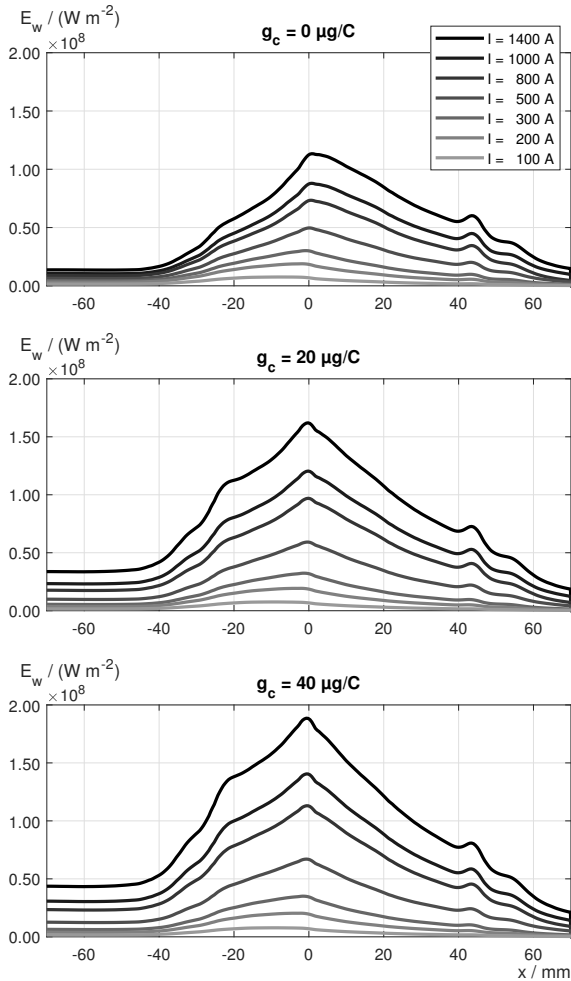 E_w / (W m^-2)
×10^8
g_c = 0 µg/C
I = 1400 A
I = 1000 A
I = 800 A
I = 500 A
I = 300 A
I = 200 A
I = 100 A
2.00
1.50
1.00
0.50
0.00
-60 -40 -20 0 20 40 60
E_w / (W m^-2)
×10^8
g_c = 20 µg/C
2.00
1.50
1.00
0.50
0.00
-60 -40 -20 0 20 40 60
E_w / (W m^-2)
×10^8
g_c = 40 µg/C
2.00
1.50
1.00
0.50
0.00
-60 -40 -20 0 20 40 60
x / mm